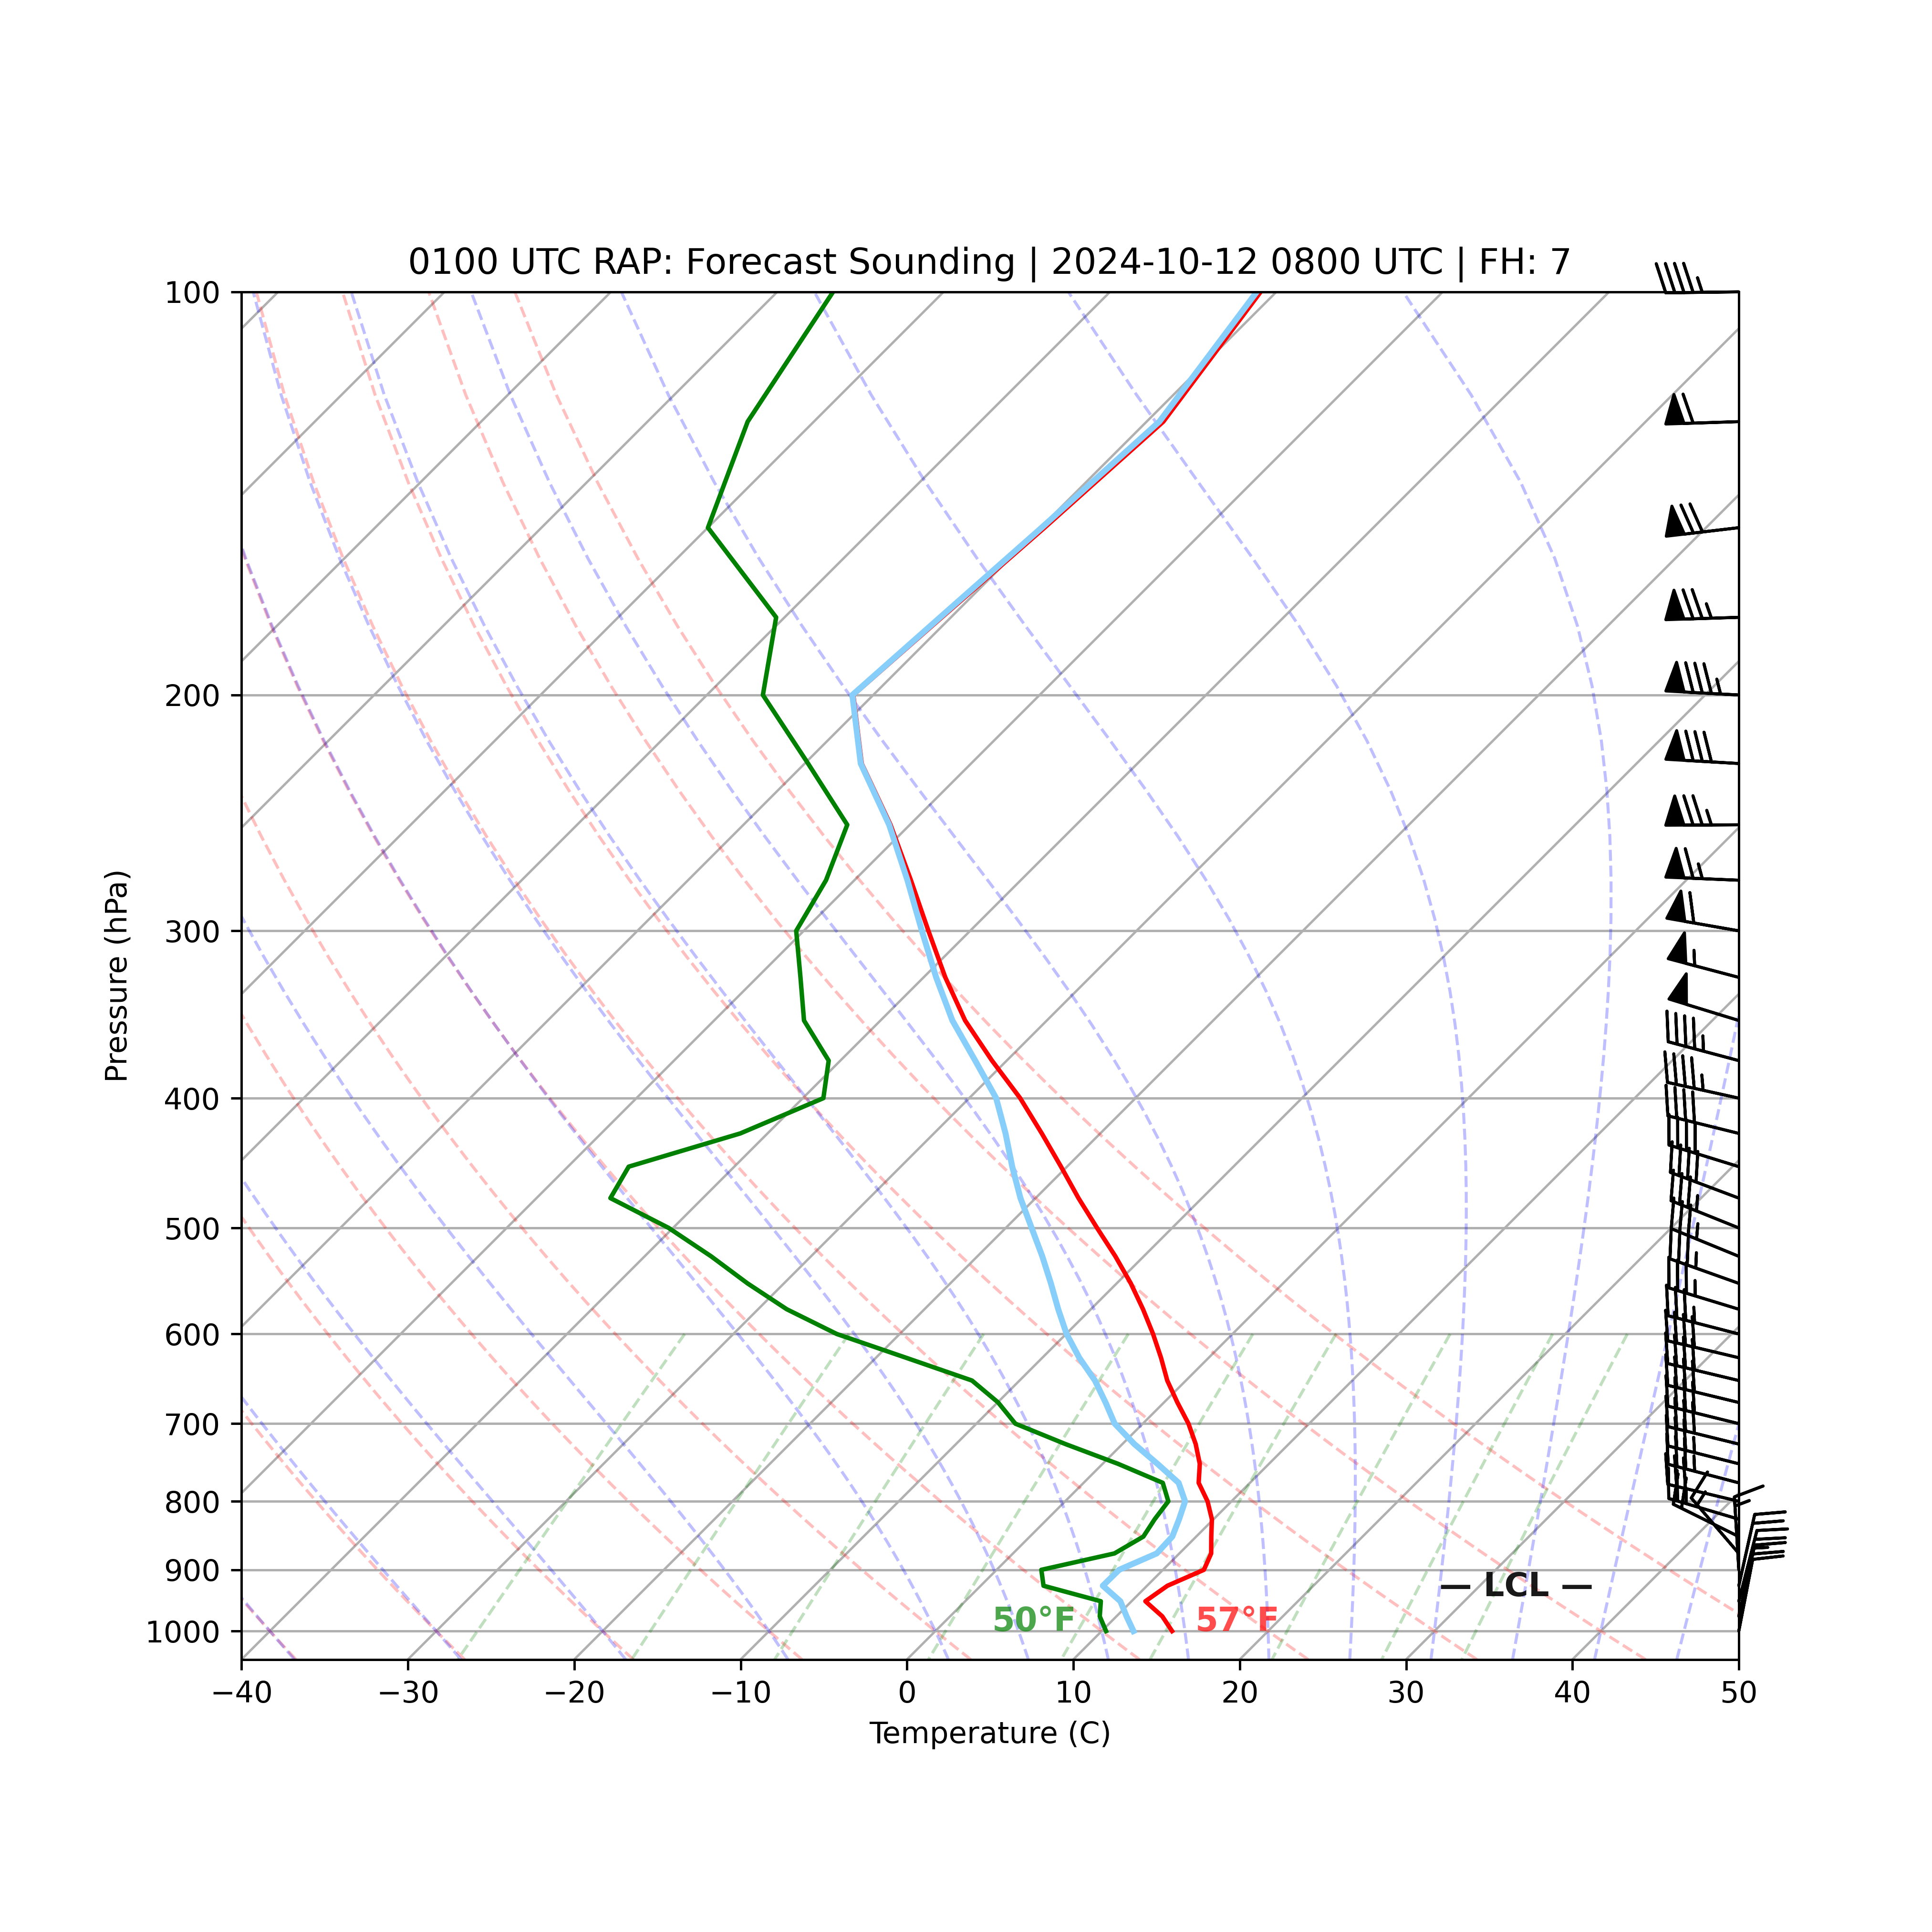 0100 UTC RAP: Forecast Sounding | 2024-10-12 0800 UTC | FH: 7
100
200
300
400
500
600
700
800
900
1000
Pressure (hPa)
— LCL —
50°F 57°F
−40 −30 −20 −10 0 10 20 30 40 50
Temperature (C)